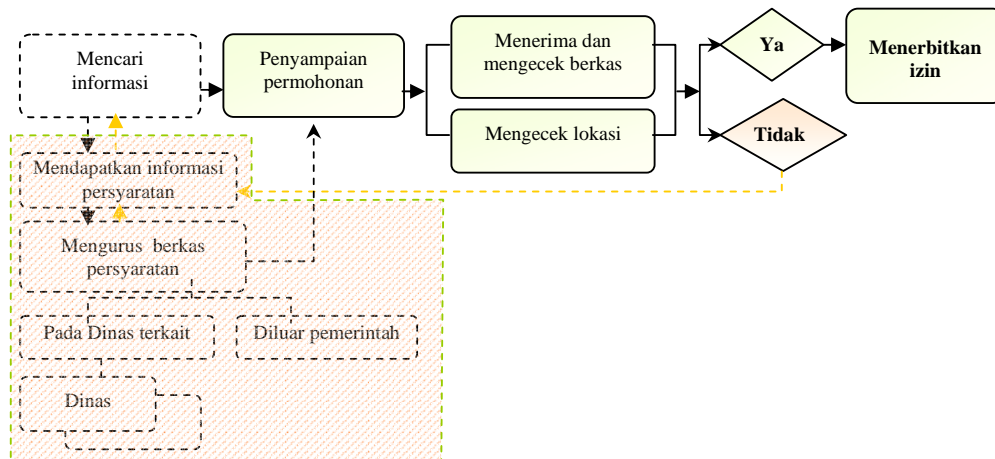 Mencari
informasi
Penyampaian
permohonan
Menerima dan
mengecek berkas
Mengecek lokasi
Ya
Tidak
Menerbitkan
izin
Mendapatkan informasi
persyaratan
Mengurus berkas
persyaratan
Pada Dinas terkait
Diluar pemerintah
Dinas